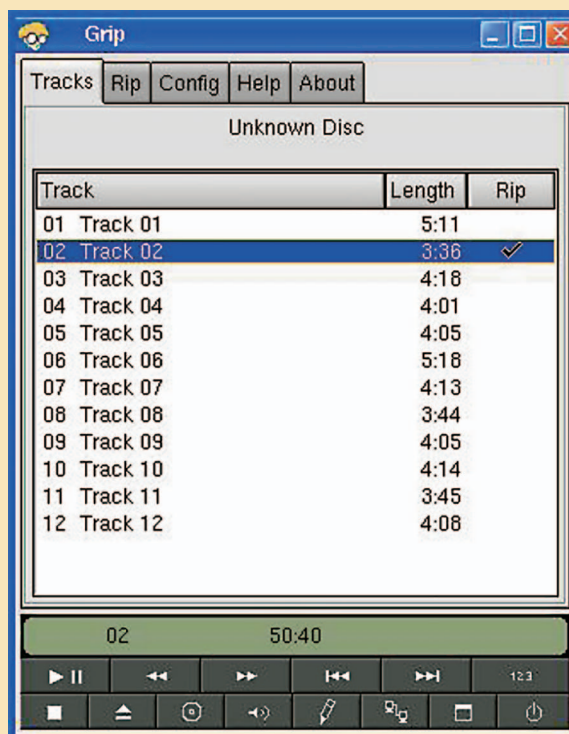 Grip
Tracks Rip Config Help About
Unknown Disc
Track Length Rip
01 Track 01 5:11
02 Track 02 3:36
03 Track 03 4:18
04 Track 04 4:01
05 Track 05 4:05
06 Track 06 5:18
07 Track 07 4:13
08 Track 08 3:44
09 Track 09 4:05
10 Track 10 4:14
11 Track 11 3:45
12 Track 12 4:08
02 50:40
123